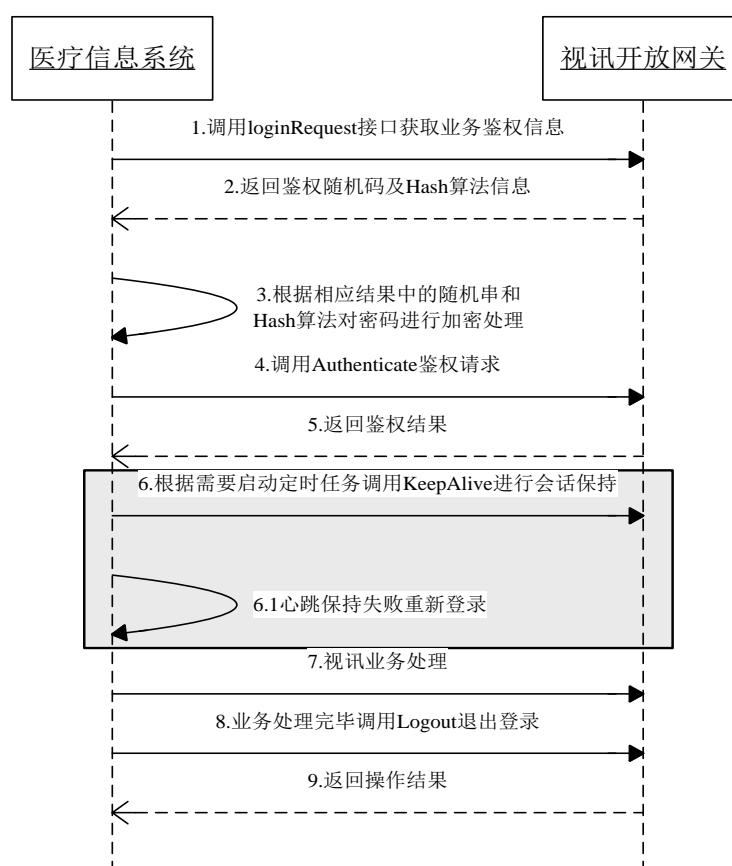 医疗信息系统
视讯开放网关
1.调用loginRequest接口获取业务鉴权信息
2.返回鉴权随机码及Hash算法信息
3.根据相应结果中的随机串和
Hash算法对密码进行加密处理
4.调用Authenticate鉴权请求
5.返回鉴权结果
6.根据需要启动定时任务调用KeepAlive进行会话保持
6.1心跳保持失败重新登录
7.视讯业务处理
8.业务处理完毕调用Logout退出登录
9.返回操作结果